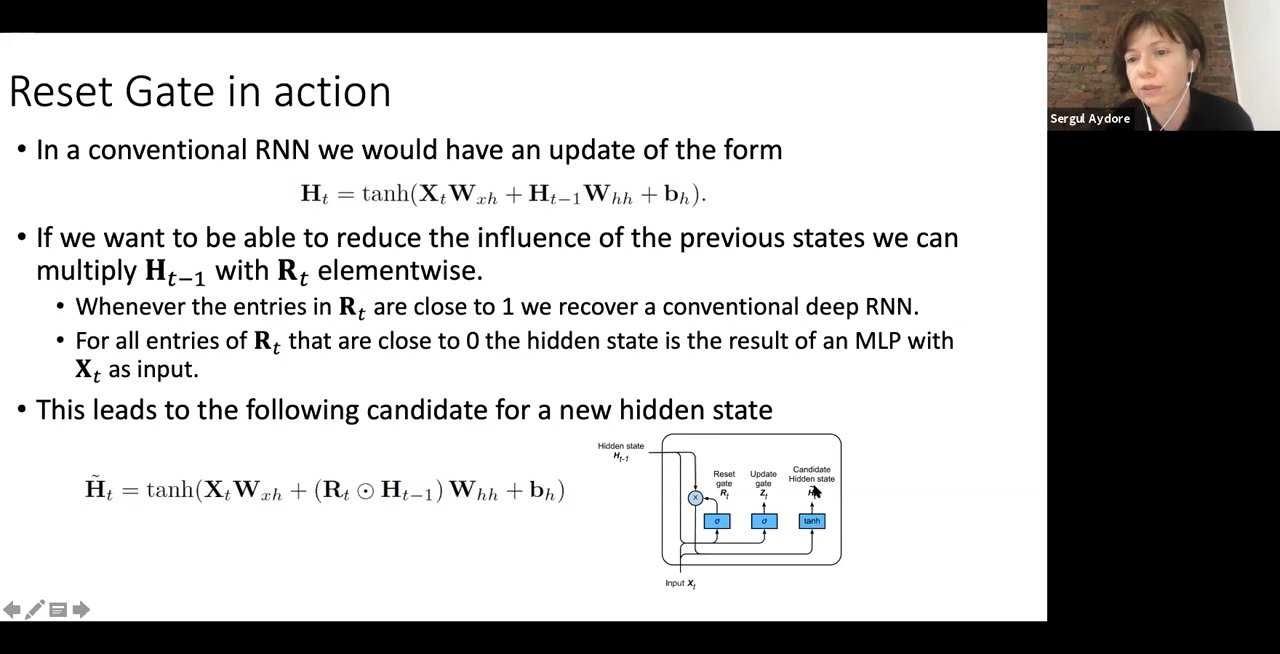 Reset Gate in action
Sergul Aydore
• In a conventional RNN we would have an update of the form
H_t = tanh(X_t W_xh + H_{t−1} W_hh + b_h).
• If we want to be able to reduce the influence of the previous states we can
multiply H_{t−1} with R_t elementwise.
• Whenever the entries in R_t are close to 1 we recover a conventional deep RNN.
• For all entries of R_t that are close to 0 the hidden state is the result of an MLP with
X_t as input.
• This leads to the following candidate for a new hidden state
H̃_t = tanh(X_t W_xh + (R_t ⊙ H_{t−1}) W_hh + b_h)
Hidden state
H_{t-1}
Reset
gate
R_t
Update
gate
Z_t
Candidate
Hidden state
σ
σ
tanh
Input X_t